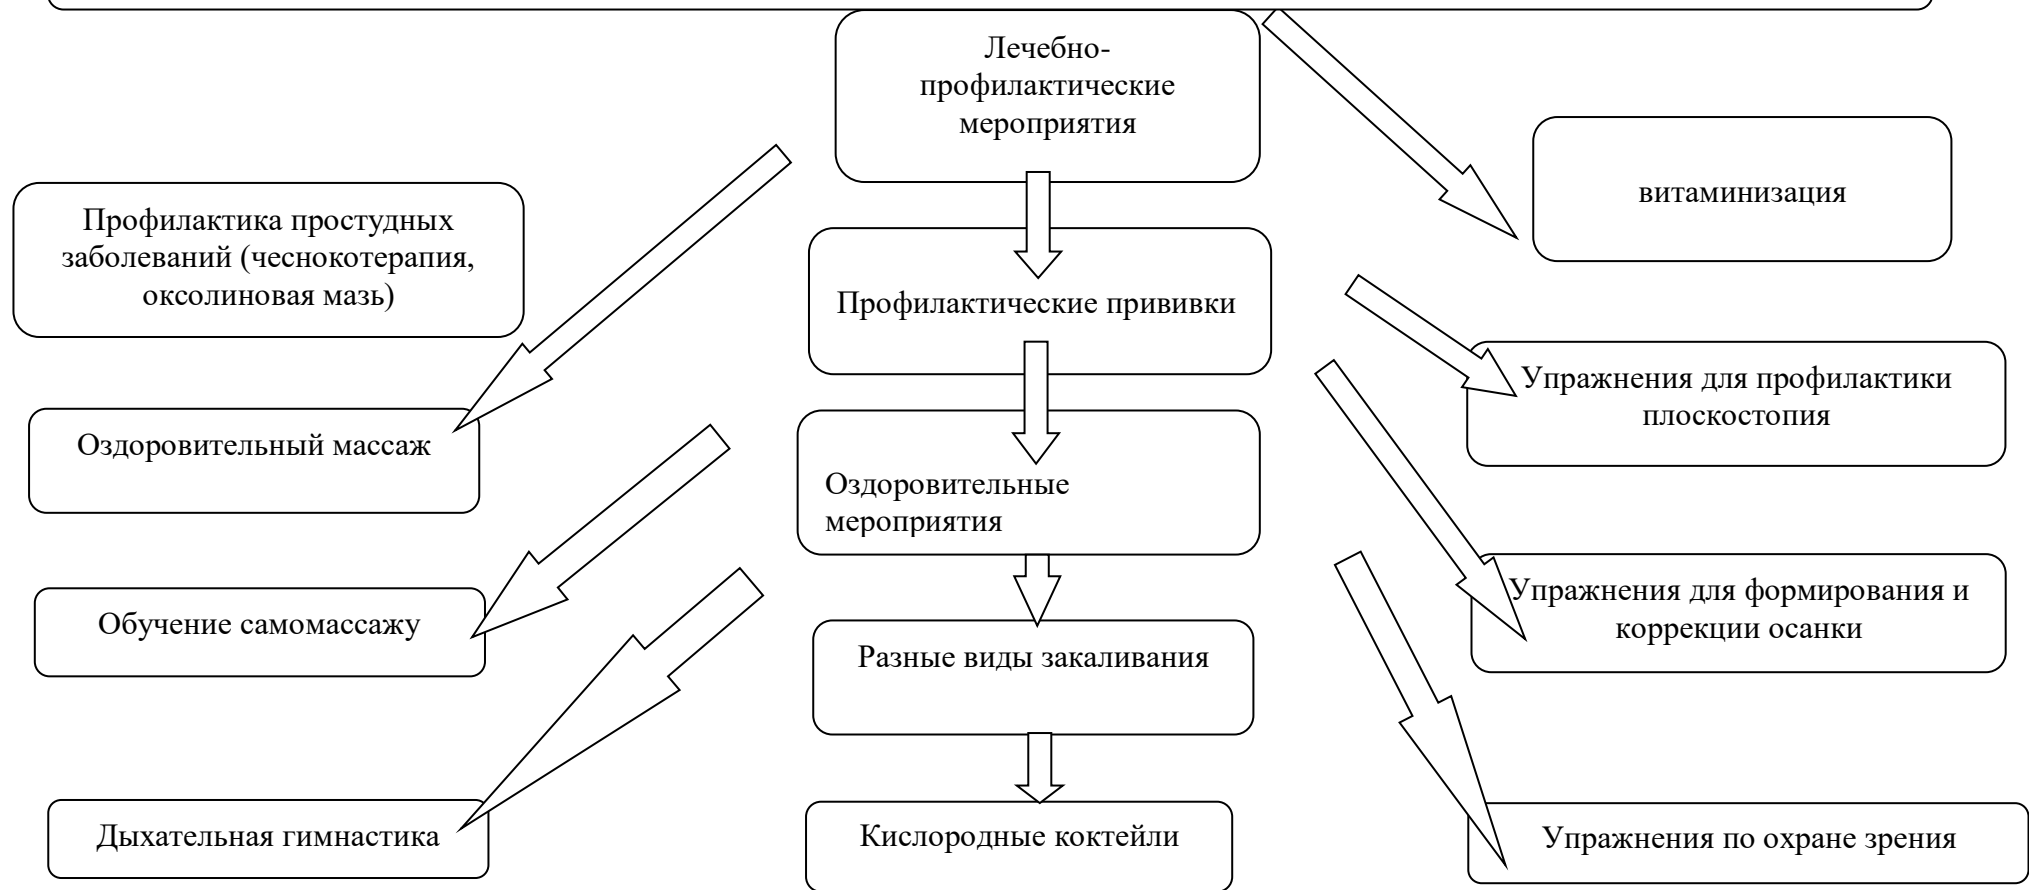 Лечебно-
профилактические
мероприятия
витаминизация
Профилактика простудных
заболеваний (чеснокотерапия,
оксолиновая мазь)
Профилактические прививки
Упражнения для профилактики
плоскостопия
Оздоровительный массаж
Оздоровительные
мероприятия
Упражнения для формирования и
коррекции осанки
Обучение самомассажу
Разные виды закаливания
Дыхательная гимнастика
Кислородные коктейли
Упражнения по охране зрения